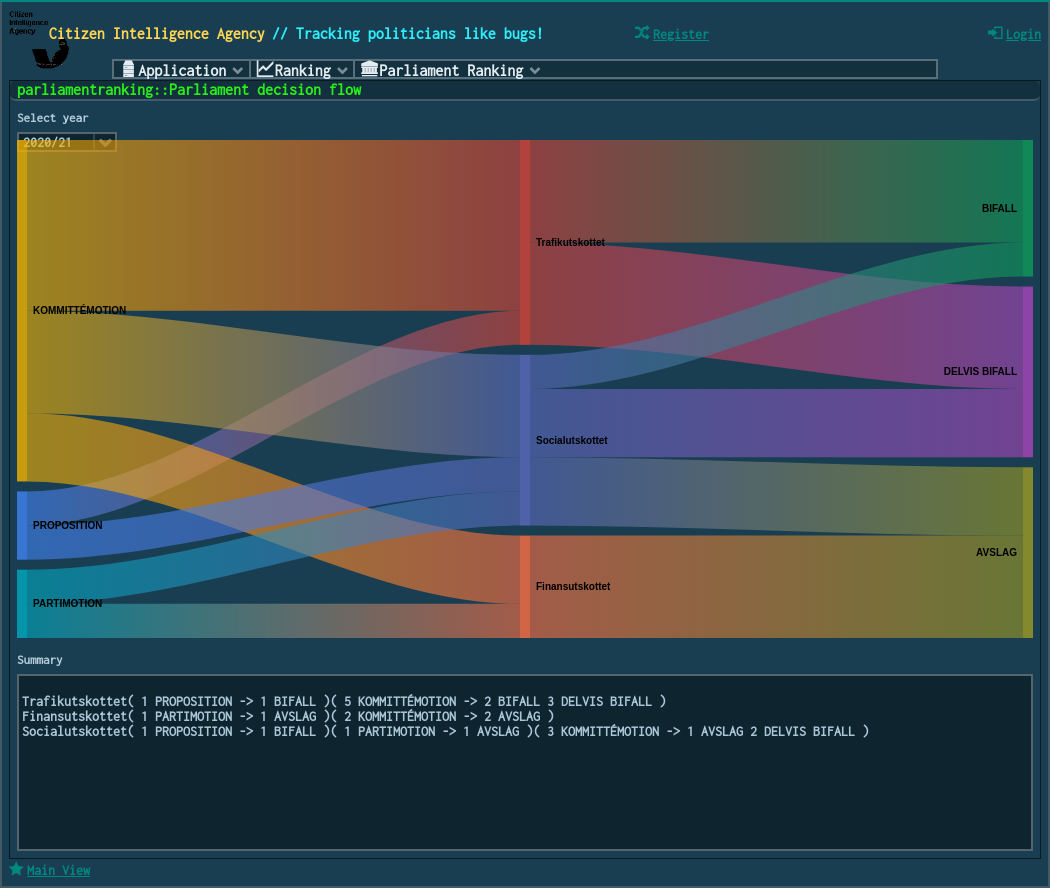 Citizen
Intelligence
Agency
Citizen Intelligence Agency // Tracking politicians like bugs!
Register
Login
Application
Ranking
Parliament Ranking
parliamentranking::Parliament decision flow
Select year
2020/21
BIFALL
Trafikutskottet
KOMMITTÉMOTION
DELVIS BIFALL
Socialutskottet
PROPOSITION
AVSLAG
Finansutskottet
PARTIMOTION
Summary
Trafikutskottet( 1 PROPOSITION -> 1 BIFALL )( 5 KOMMITTÉMOTION -> 2 BIFALL 3 DELVIS BIFALL )
Finansutskottet( 1 PARTIMOTION -> 1 AVSLAG )( 2 KOMMITTÉMOTION -> 2 AVSLAG )
Socialutskottet( 1 PROPOSITION -> 1 BIFALL )( 1 PARTIMOTION -> 1 AVSLAG )( 3 KOMMITTÉMOTION -> 1 AVSLAG 2 DELVIS BIFALL )
Main View